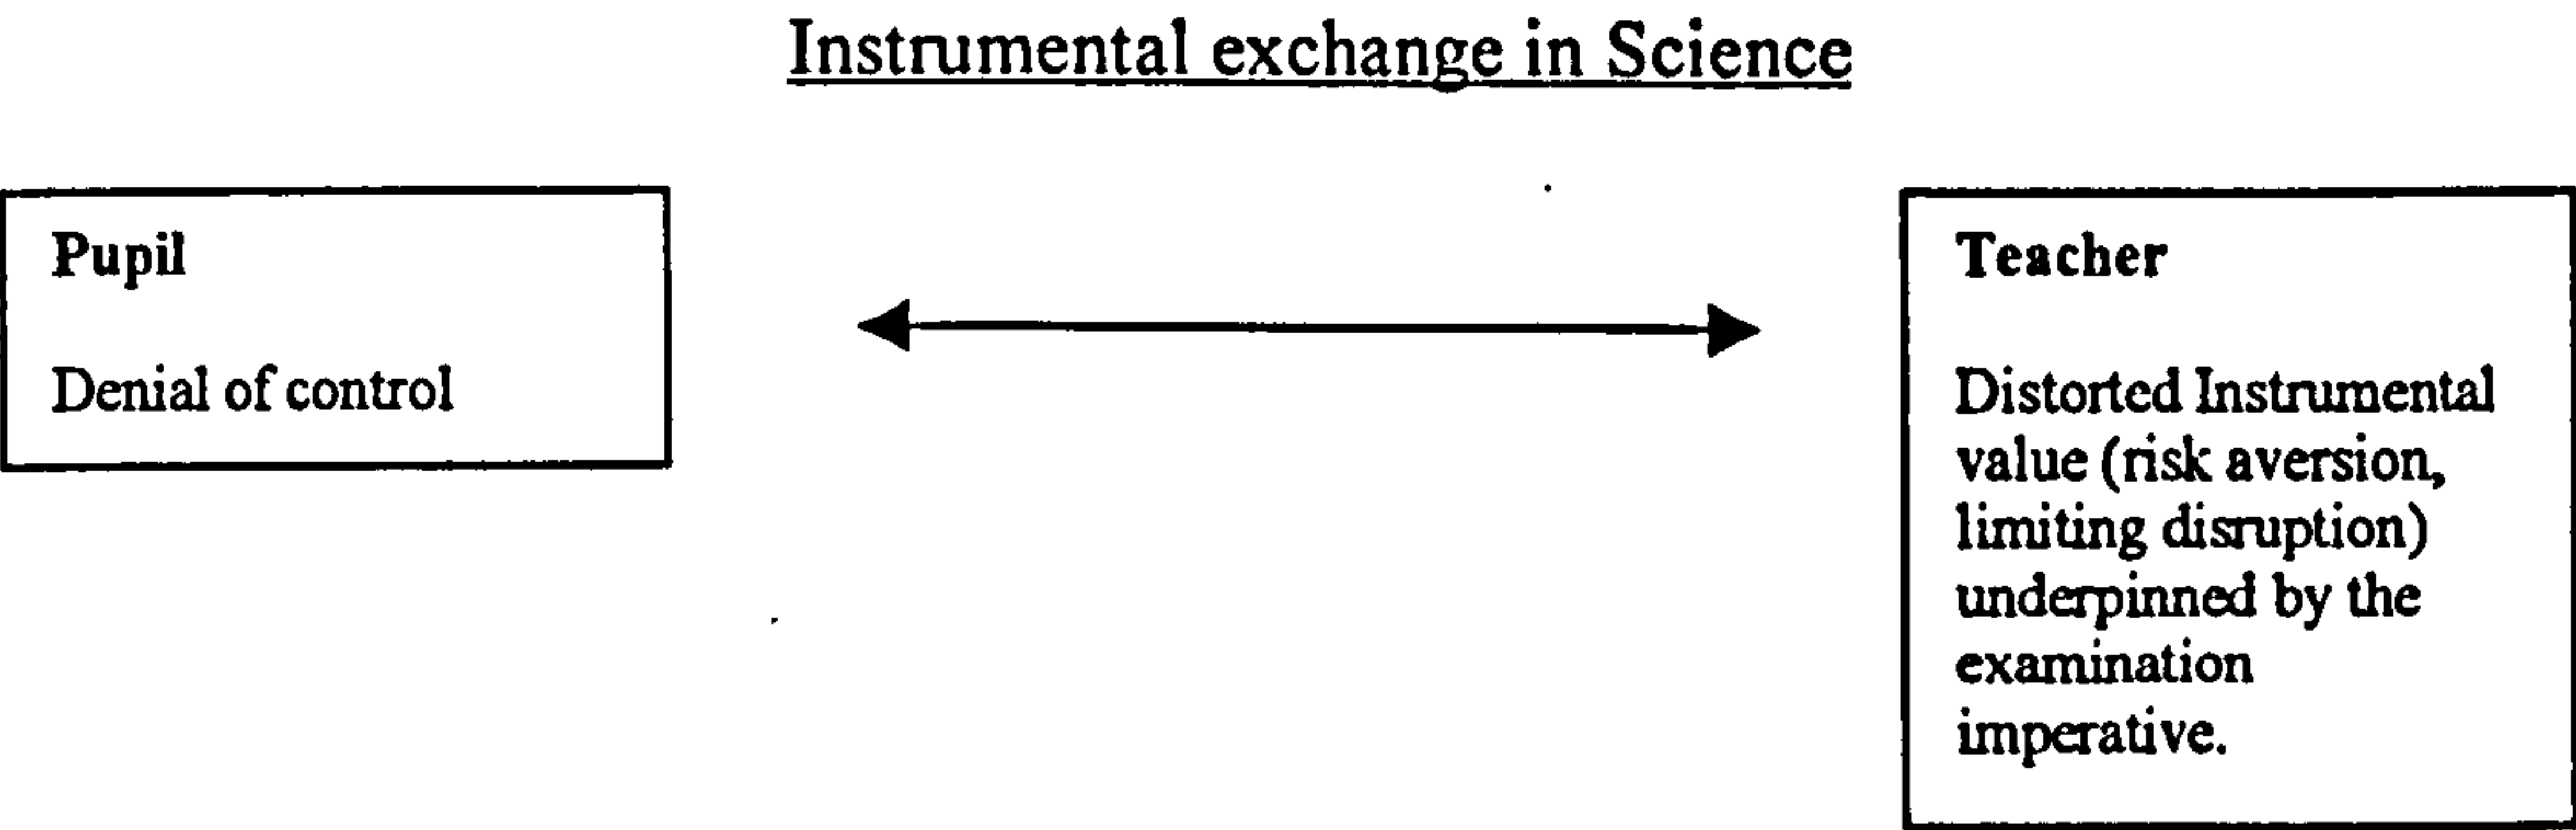 Instrumental exchange in Science
Pupil
Denial of control
Teacher
Distorted Instrumental
value (risk aversion,
limiting disruption)
underpinned by the
examination
imperative.